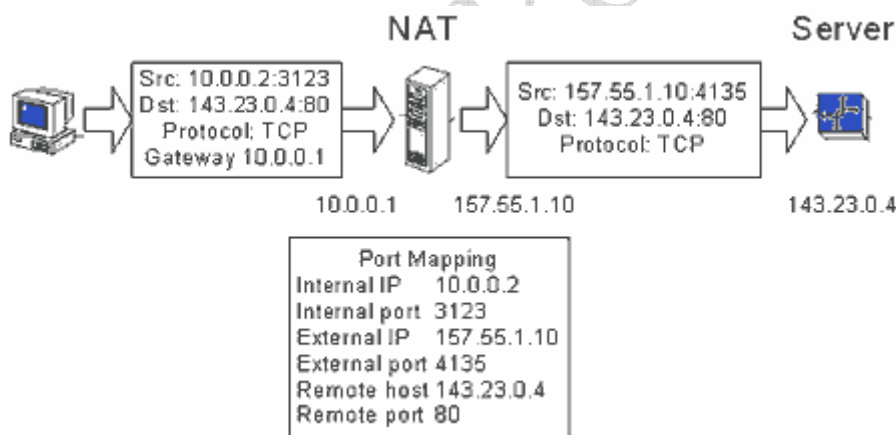 NAT
Server
Src: 10.0.0.2:3123
Dst: 143.23.0.4:80
Protocol: TCP
Gateway 10.0.0.1
Src: 157.55.1.10:4135
Dst: 143.23.0.4:80
Protocol: TCP
10.0.0.1
157.55.1.10
143.23.0.4
Port Mapping
Internal IP 10.0.0.2
Internal port 3123
External IP 157.55.1.10
External port 4135
Remote host 143.23.0.4
Remote port 80